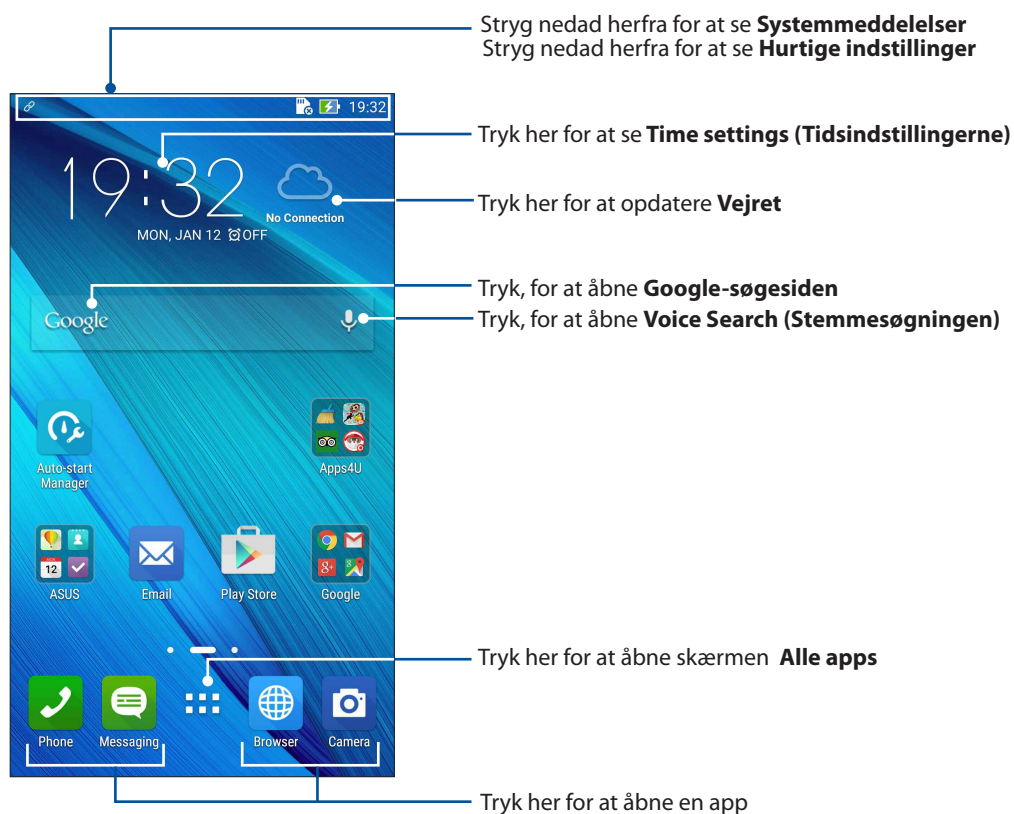 Stryg nedad herfra for at se Systemmeddelelser
Stryg nedad herfra for at se Hurtige indstillinger
19:32
Tryk her for at se Time settings (Tidsindstillingerne)
19:32
No Connection
Tryk her for at opdatere Vejret
MON, JAN 12 OFF
Tryk, for at åbne Google-søgesiden
Google
Tryk, for at åbne Voice Search (Stemmesøgningen)
Auto-start
Manager
Apps4U
12
8+
8
ASUS
Email
Play Store
Google
Tryk her for at åbne skærmen Alle apps
Phone
Messaging
Browser
Camera
Tryk her for at åbne en app